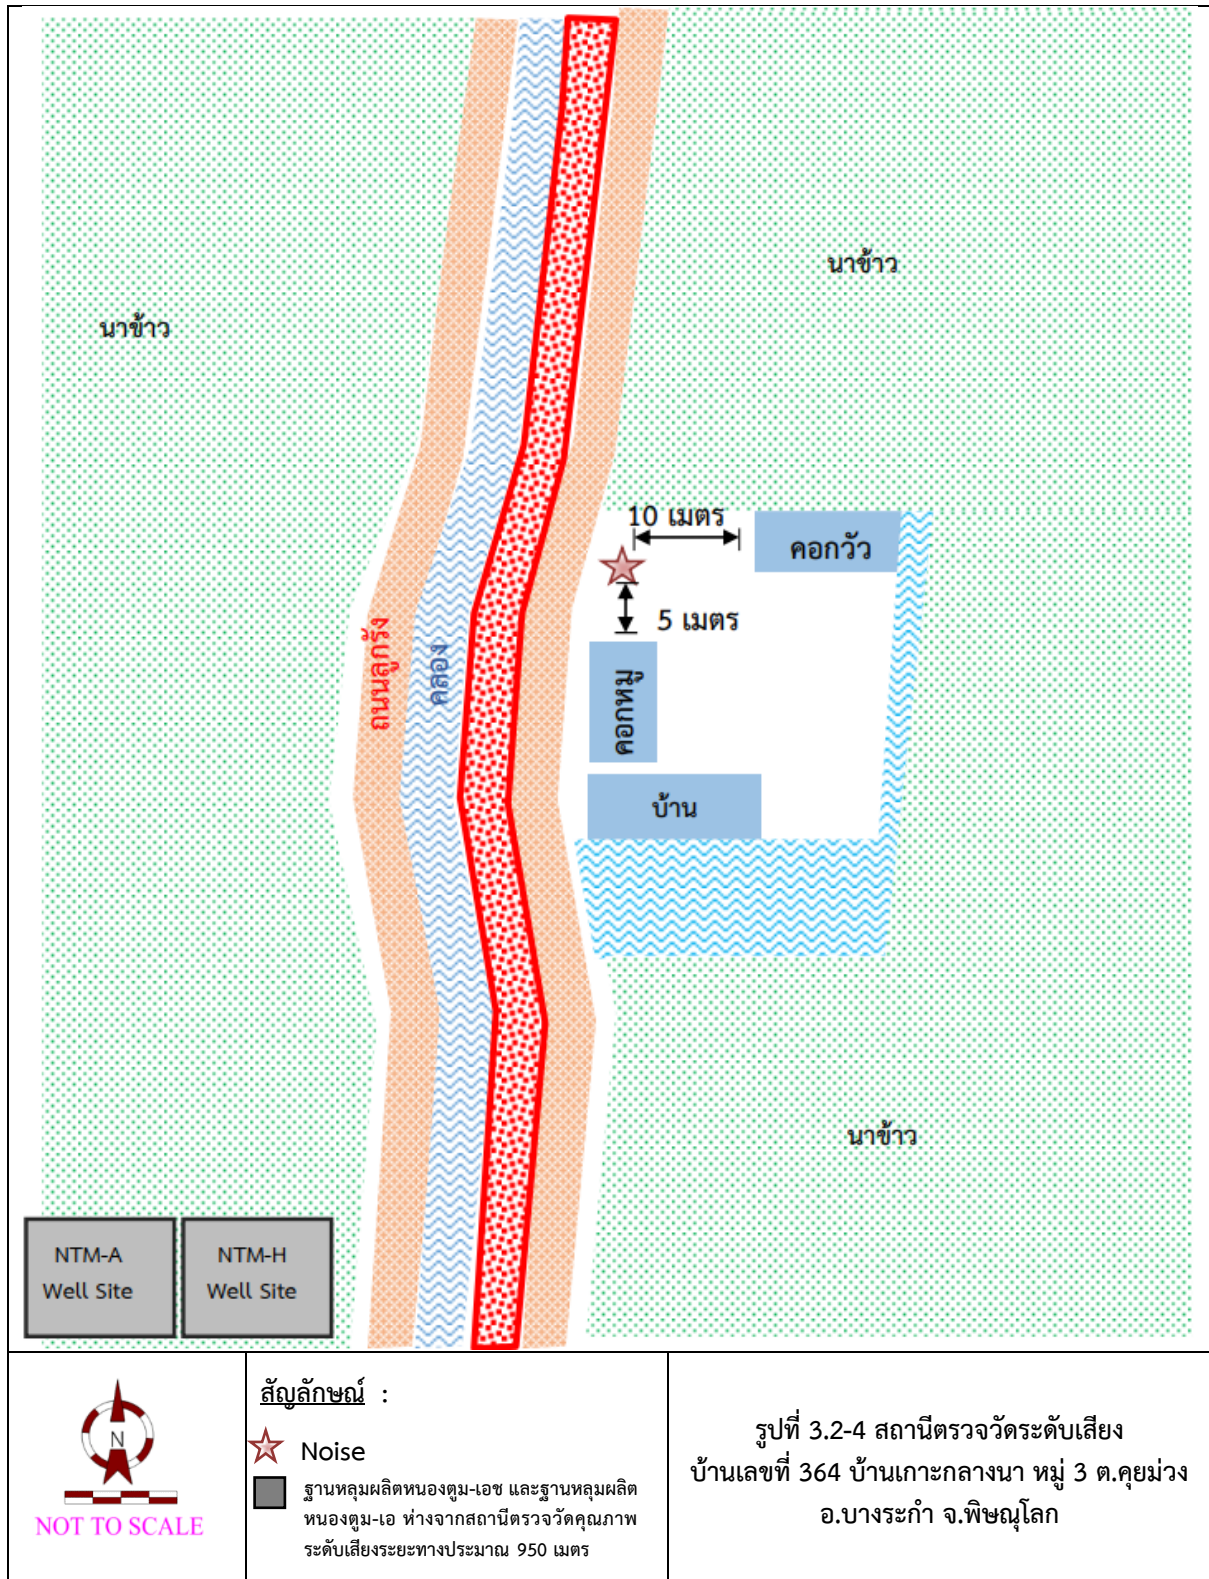 นาข้าว
นาข้าว
10 เมตร
คอกวัว
5 เมตร
ถนนลูกรัง
คลอง
คอกหมู
บ้าน
นาข้าว
NTM-A
Well Site
NTM-H
Well Site
N
NOT TO SCALE
สัญลักษณ์ :
Noise
ฐานหลุมผลิตหนองตูม-เอช และฐานหลุมผลิต
หนองตูม-เอ ห่างจากสถานีตรวจวัดคุณภาพ
ระดับเสียงระยะทางประมาณ 950 เมตร
รูปที่ 3.2-4 สถานีตรวจวัดระดับเสียง
บ้านเลขที่ 364 บ้านเกาะกลางนา หมู่ 3 ต.คุยม่วง
อ.บางระกำ จ.พิษณุโลก